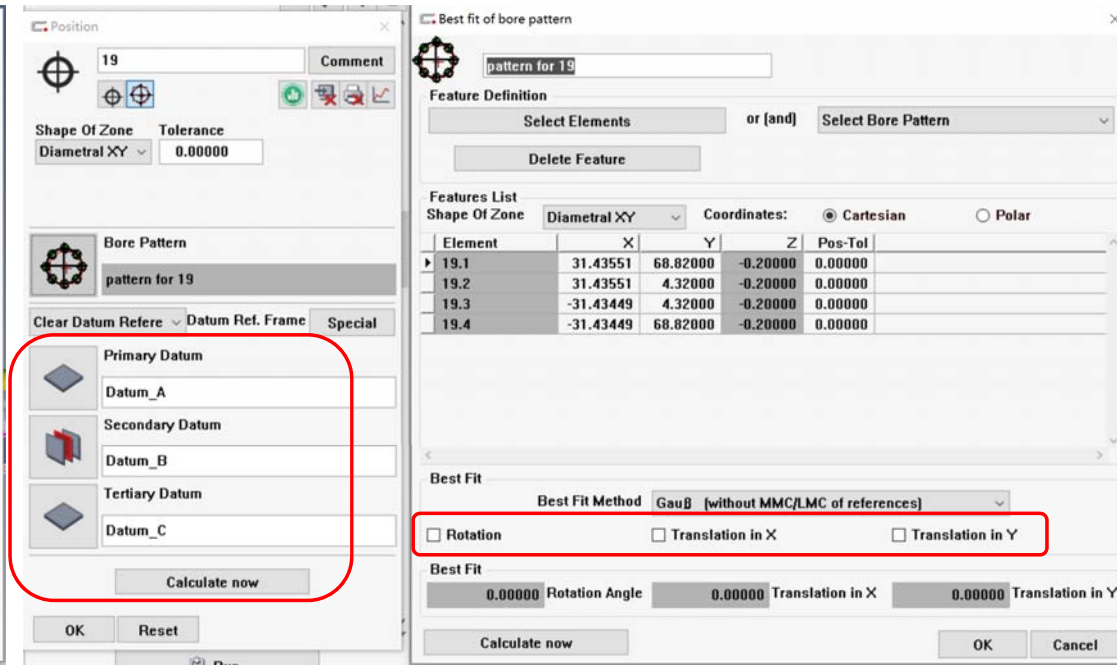 Position
19
Comment
Shape Of Zone Tolerance
Diametral XY 0.00000
Bore Pattern
pattern for 19
Clear Datum Refere Datum Ref. Frame Special
Primary Datum
Datum_A
Secondary Datum
Datum_B
Tertiary Datum
Datum_C
Calculate now
OK Reset
Best fit of bore pattern
pattern for 19
Feature Definition
Select Elements or (and) Select Bore Pattern
Delete Feature
Features List
Shape Of Zone Diametral XY Coordinates: Cartesian Polar
Element X Y Z Pos-Tol
19.1 31.43551 68.82000 -0.20000 0.00000
19.2 31.43551 4.32000 -0.20000 0.00000
19.3 -31.43449 4.32000 -0.20000 0.00000
19.4 -31.43449 68.82000 -0.20000 0.00000
Best Fit
Best Fit Method Gauß (without MMC/LMC of references)
Rotation Translation in X Translation in Y
Best Fit
0.00000 Rotation Angle 0.00000 Translation in X 0.00000 Translation in Y
Calculate now OK Cancel